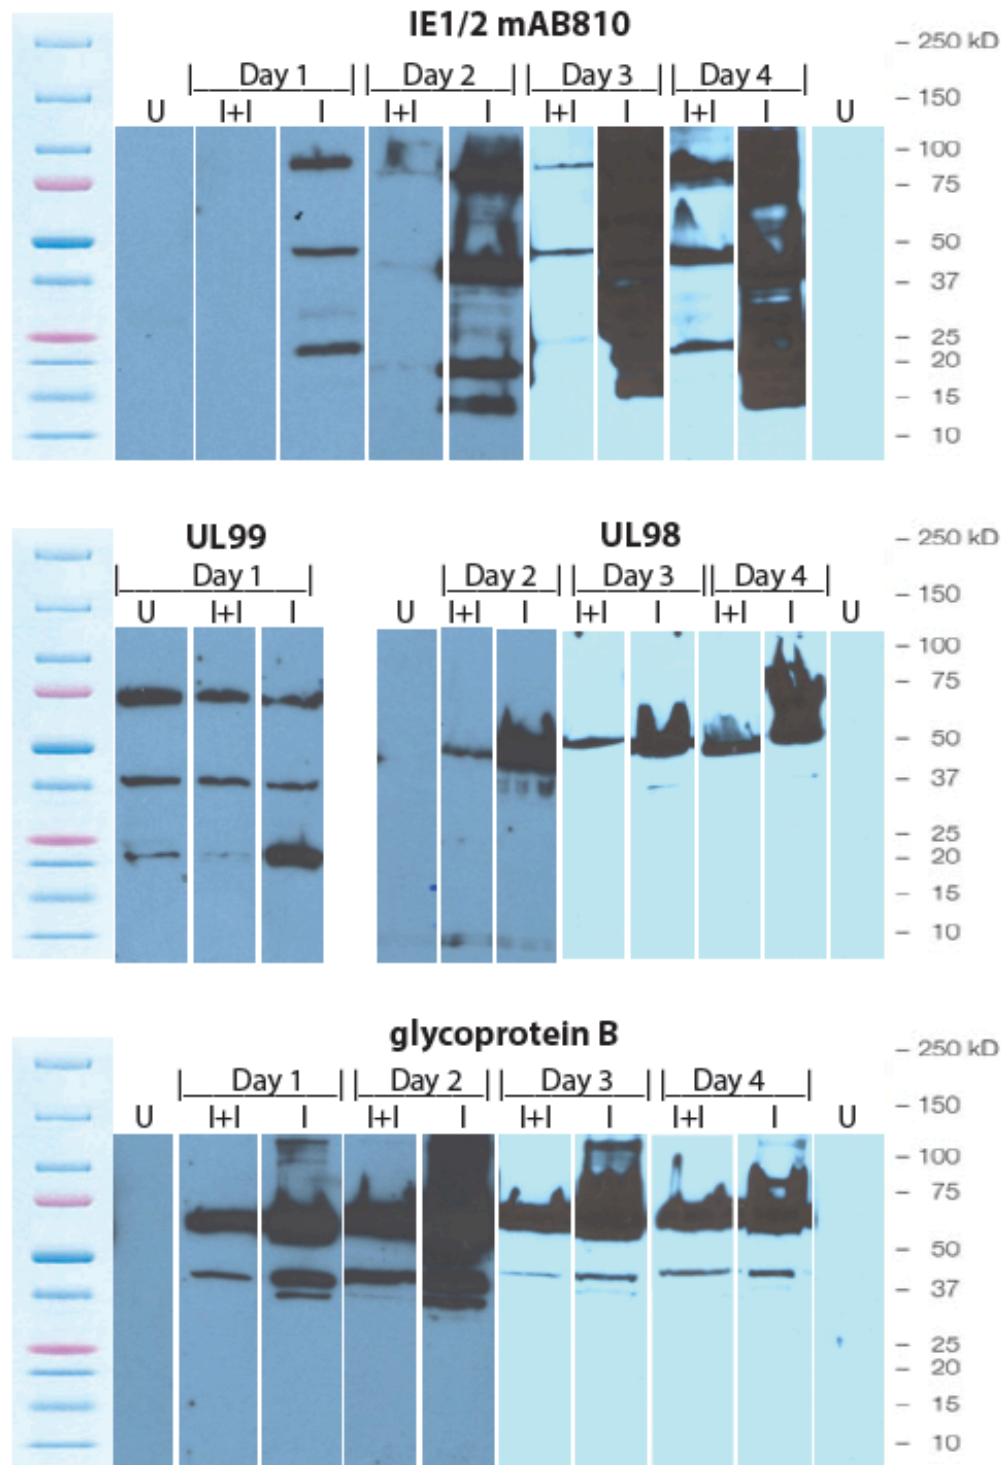 IE1/2 mAB810
Day 1 Day 2 Day 3 Day 4
U I+I I I+I I I+I I I+I I U
250 kD
150
100
75
50
37
25
20
15
10
UL99 UL98
Day 1 Day 2 Day 3 Day 4
U I+I I U I+I I I+I I I+I I U
250 kD
150
100
75
50
37
25
20
15
10
glycoprotein B
Day 1 Day 2 Day 3 Day 4
U I+I I I+I I I+I I I+I I U
250 kD
150
100
75
50
37
25
20
15
10